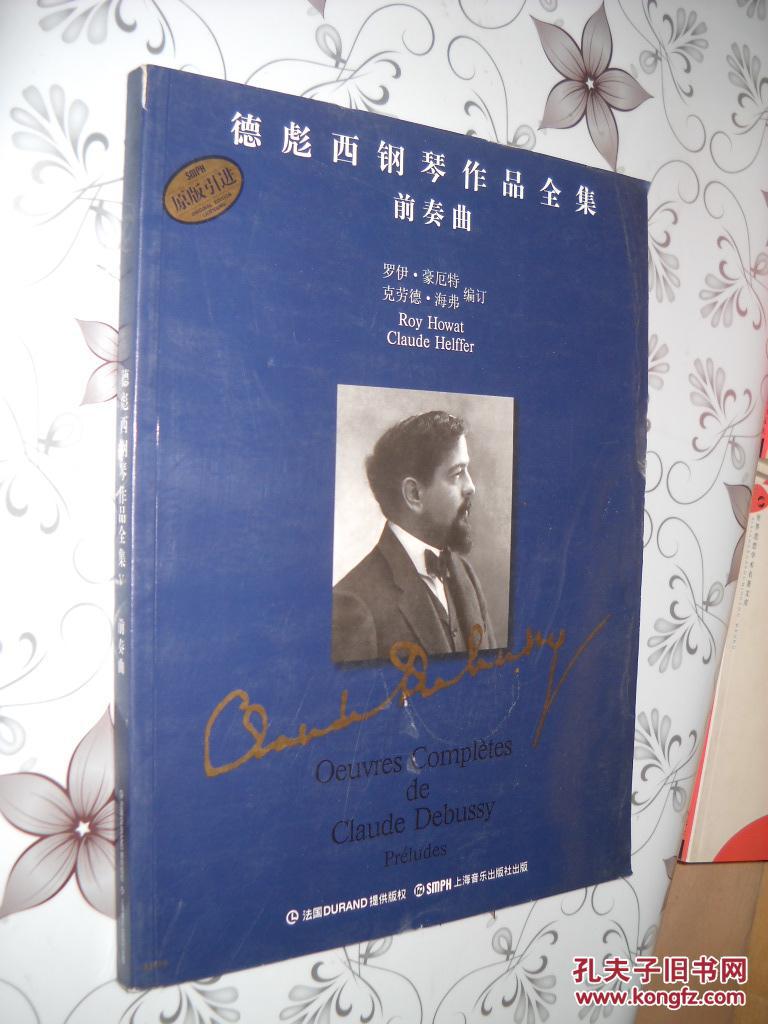 德彪西钢琴作品全集
前奏曲
SMPH
原版引进
ORIGINAL EDITION
罗伊·豪厄特
克劳德·海弗
编订
Roy Howat
Claude Helffer
Claude Debussy
Oeuvres Complètes
de
Claude Debussy
Préludes
法国DURAND提供版权 SMPH 上海音乐出版社出版
德彪西钢琴作品全集 V 前奏曲
孔夫子旧书网
www.kongfz.com